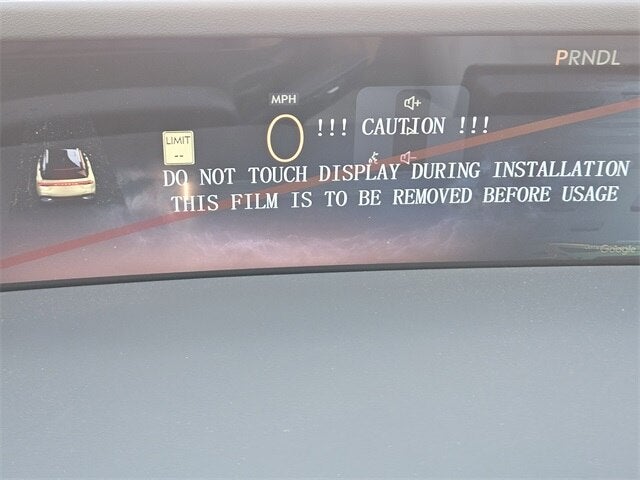 PRNDL
MPH
0
LIMIT
--
!!! CAUTION !!!
DO NOT TOUCH DISPLAY DURING INSTALLATION
THIS FILM IS TO BE REMOVED BEFORE USAGE
Google